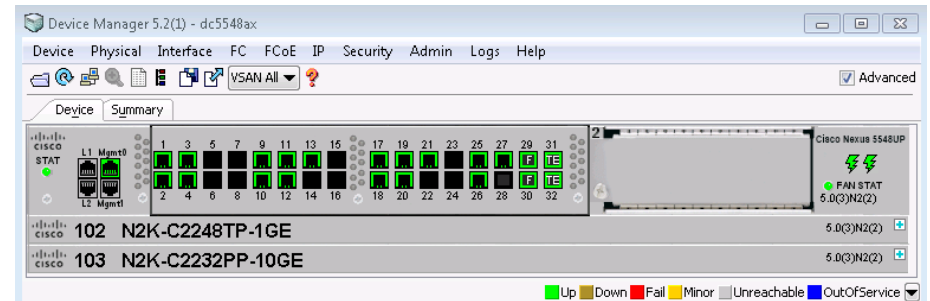 Device Manager 5.2(1) - dc5548ax
Device Physical Interface FC FCoE IP Security Admin Logs Help
VSAN All Advanced
Device Summary
cisco
STAT
L1 Mgmt0
L2 Mgmt1
1 3 5 7 9 11 13 15 17 19 21 23 25 27 29 31
F TE
F TE
2 4 6 8 10 12 14 16 18 20 22 24 26 28 30 32
2
Cisco Nexus 5548UP
FAN STAT
5.0(3)N2(2)
cisco 102 N2K-C2248TP-1GE 5.0(3)N2(2)
cisco 103 N2K-C2232PP-10GE 5.0(3)N2(2)
Up Down Fail Minor Unreachable OutOfService